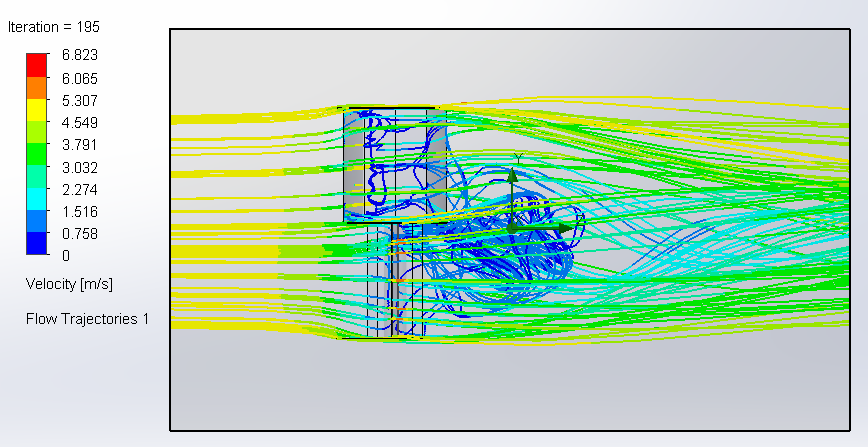 Iteration = 195
6.823
6.065
5.307
4.549
3.791
3.032
2.274
1.516
0.758
0
Velocity [m/s]
Flow Trajectories 1
Y